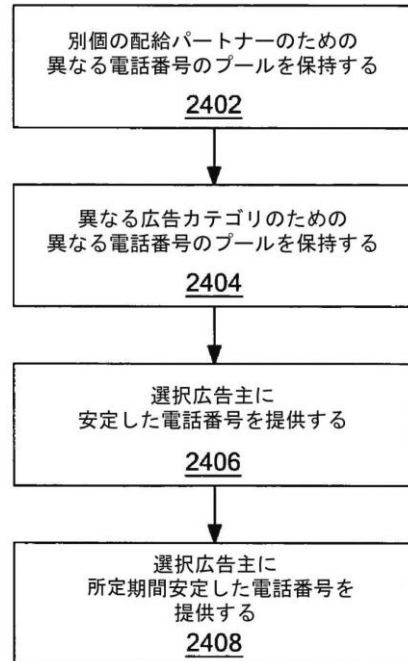 別個の配給パートナーのための
異なる電話番号のプールを保持する
2402
異なる広告カテゴリのための
異なる電話番号のプールを保持する
2404
選択広告主に
安定した電話番号を提供する
2406
選択広告主に
所定期間安定した電話番号を
提供する
2408